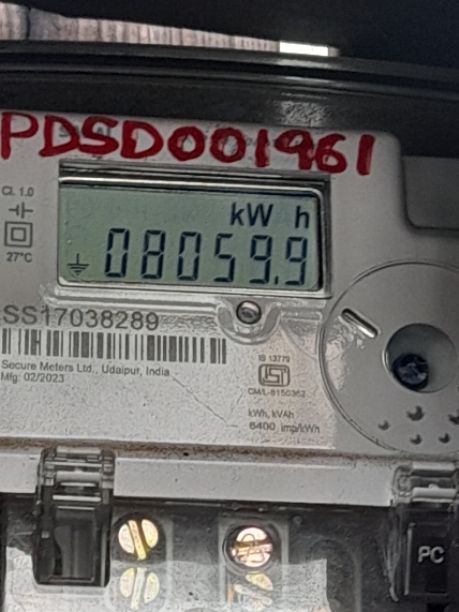 PDSD001961
Cl. 1.0
kW h
08059.9
27°C
SS17038289
Secure Meters Ltd., Udaipur, India
Mfg: 02/2023
IS 13779
ISI
CM/L-8150362
kWh, kVAh
6400 imp/kWh
PC